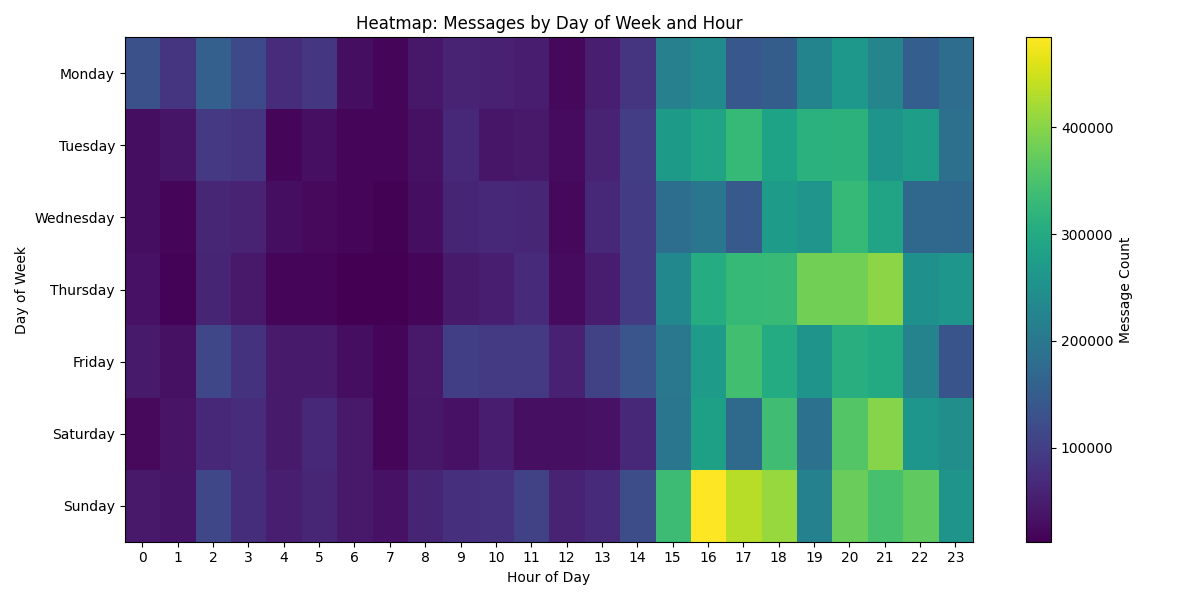 Heatmap: Messages by Day of Week and Hour
Day of Week
Monday
Tuesday
Wednesday
Thursday
Friday
Saturday
Sunday
0 1 2 3 4 5 6 7 8 9 10 11 12 13 14 15 16 17 18 19 20 21 22 23
Hour of Day
400000
300000
200000
100000
Message Count